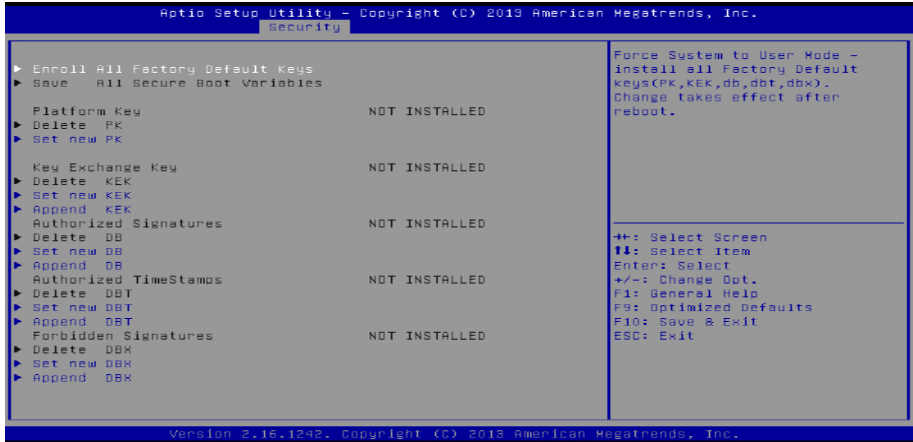 Aptio Setup Utility – Copyright (C) 2013 American Megatrends, Inc.
Security
▶ Enroll All Factory Default Keys
▶ Save All Secure Boot Variables
Platform Key NOT INSTALLED
▶ Delete PK
▶ Set new PK
Key Exchange Key NOT INSTALLED
▶ Delete KEK
▶ Set new KEK
▶ Append KEK
Authorized Signatures NOT INSTALLED
▶ Delete DB
▶ Set new DB
▶ Append DB
Authorized TimeStamps NOT INSTALLED
▶ Delete DBT
▶ Set new DBT
▶ Append DBT
Forbidden Signatures NOT INSTALLED
▶ Delete DBX
▶ Set new DBX
▶ Append DBX
Force System to User Mode –
install all Factory Default
keys(PK,KEK,db,dbt,dbx).
Change takes effect after
reboot.
→←: Select Screen
↑↓: Select Item
Enter: Select
+/-: Change Opt.
F1: General Help
F9: Optimized Defaults
F10: Save & Exit
ESC: Exit
Version 2.16.1242. Copyright (C) 2013 American Megatrends, Inc.